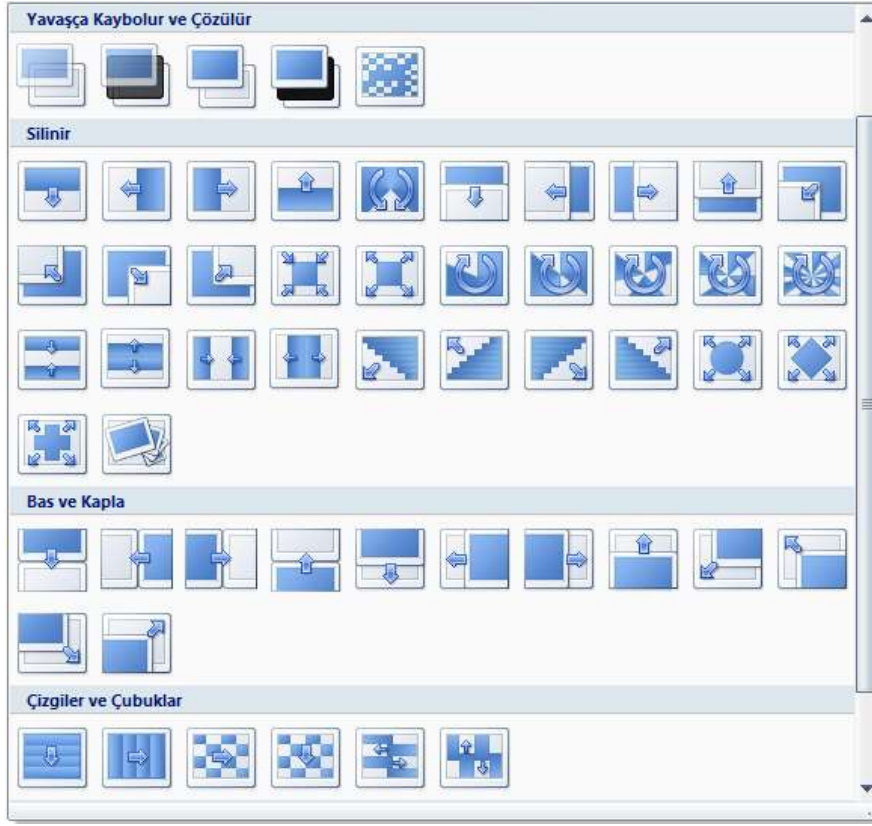 Yavaşça Kaybolur ve Çözülür
Silinir
Bas ve Kapla
Çizgiler ve Çubuklar